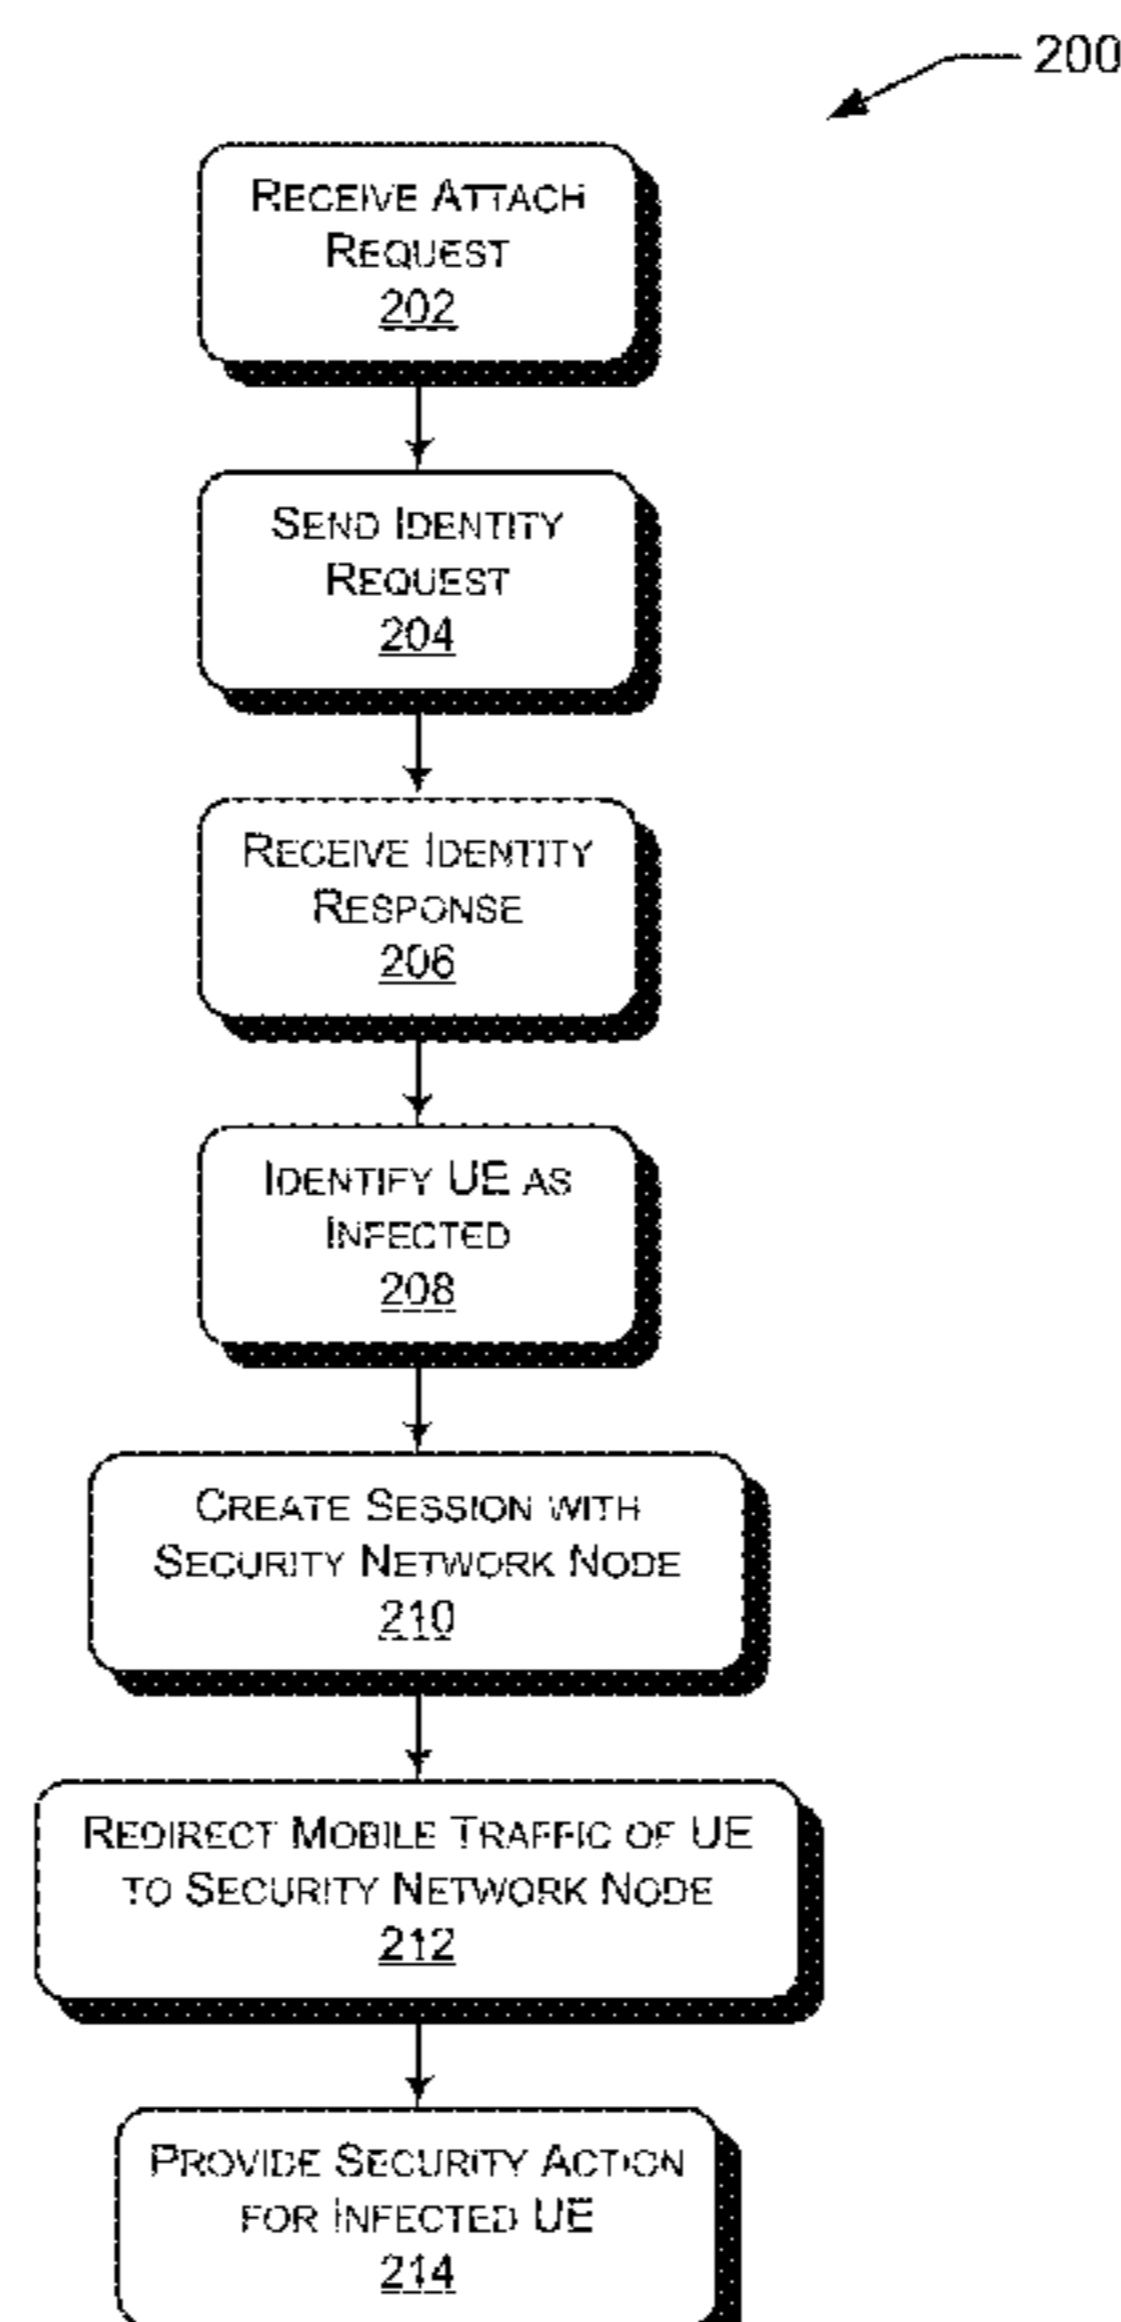 200
RECEIVE ATTACH
REQUEST
202
SEND IDENTITY
REQUEST
204
RECEIVE IDENTITY
RESPONSE
206
IDENTIFY UE AS
INFECTED
208
CREATE SESSION WITH
SECURITY NETWORK NODE
210
REDIRECT MOBILE TRAFFIC OF UE
TO SECURITY NETWORK NODE
212
PROVIDE SECURITY ACTION
FOR INFECTED UE
214